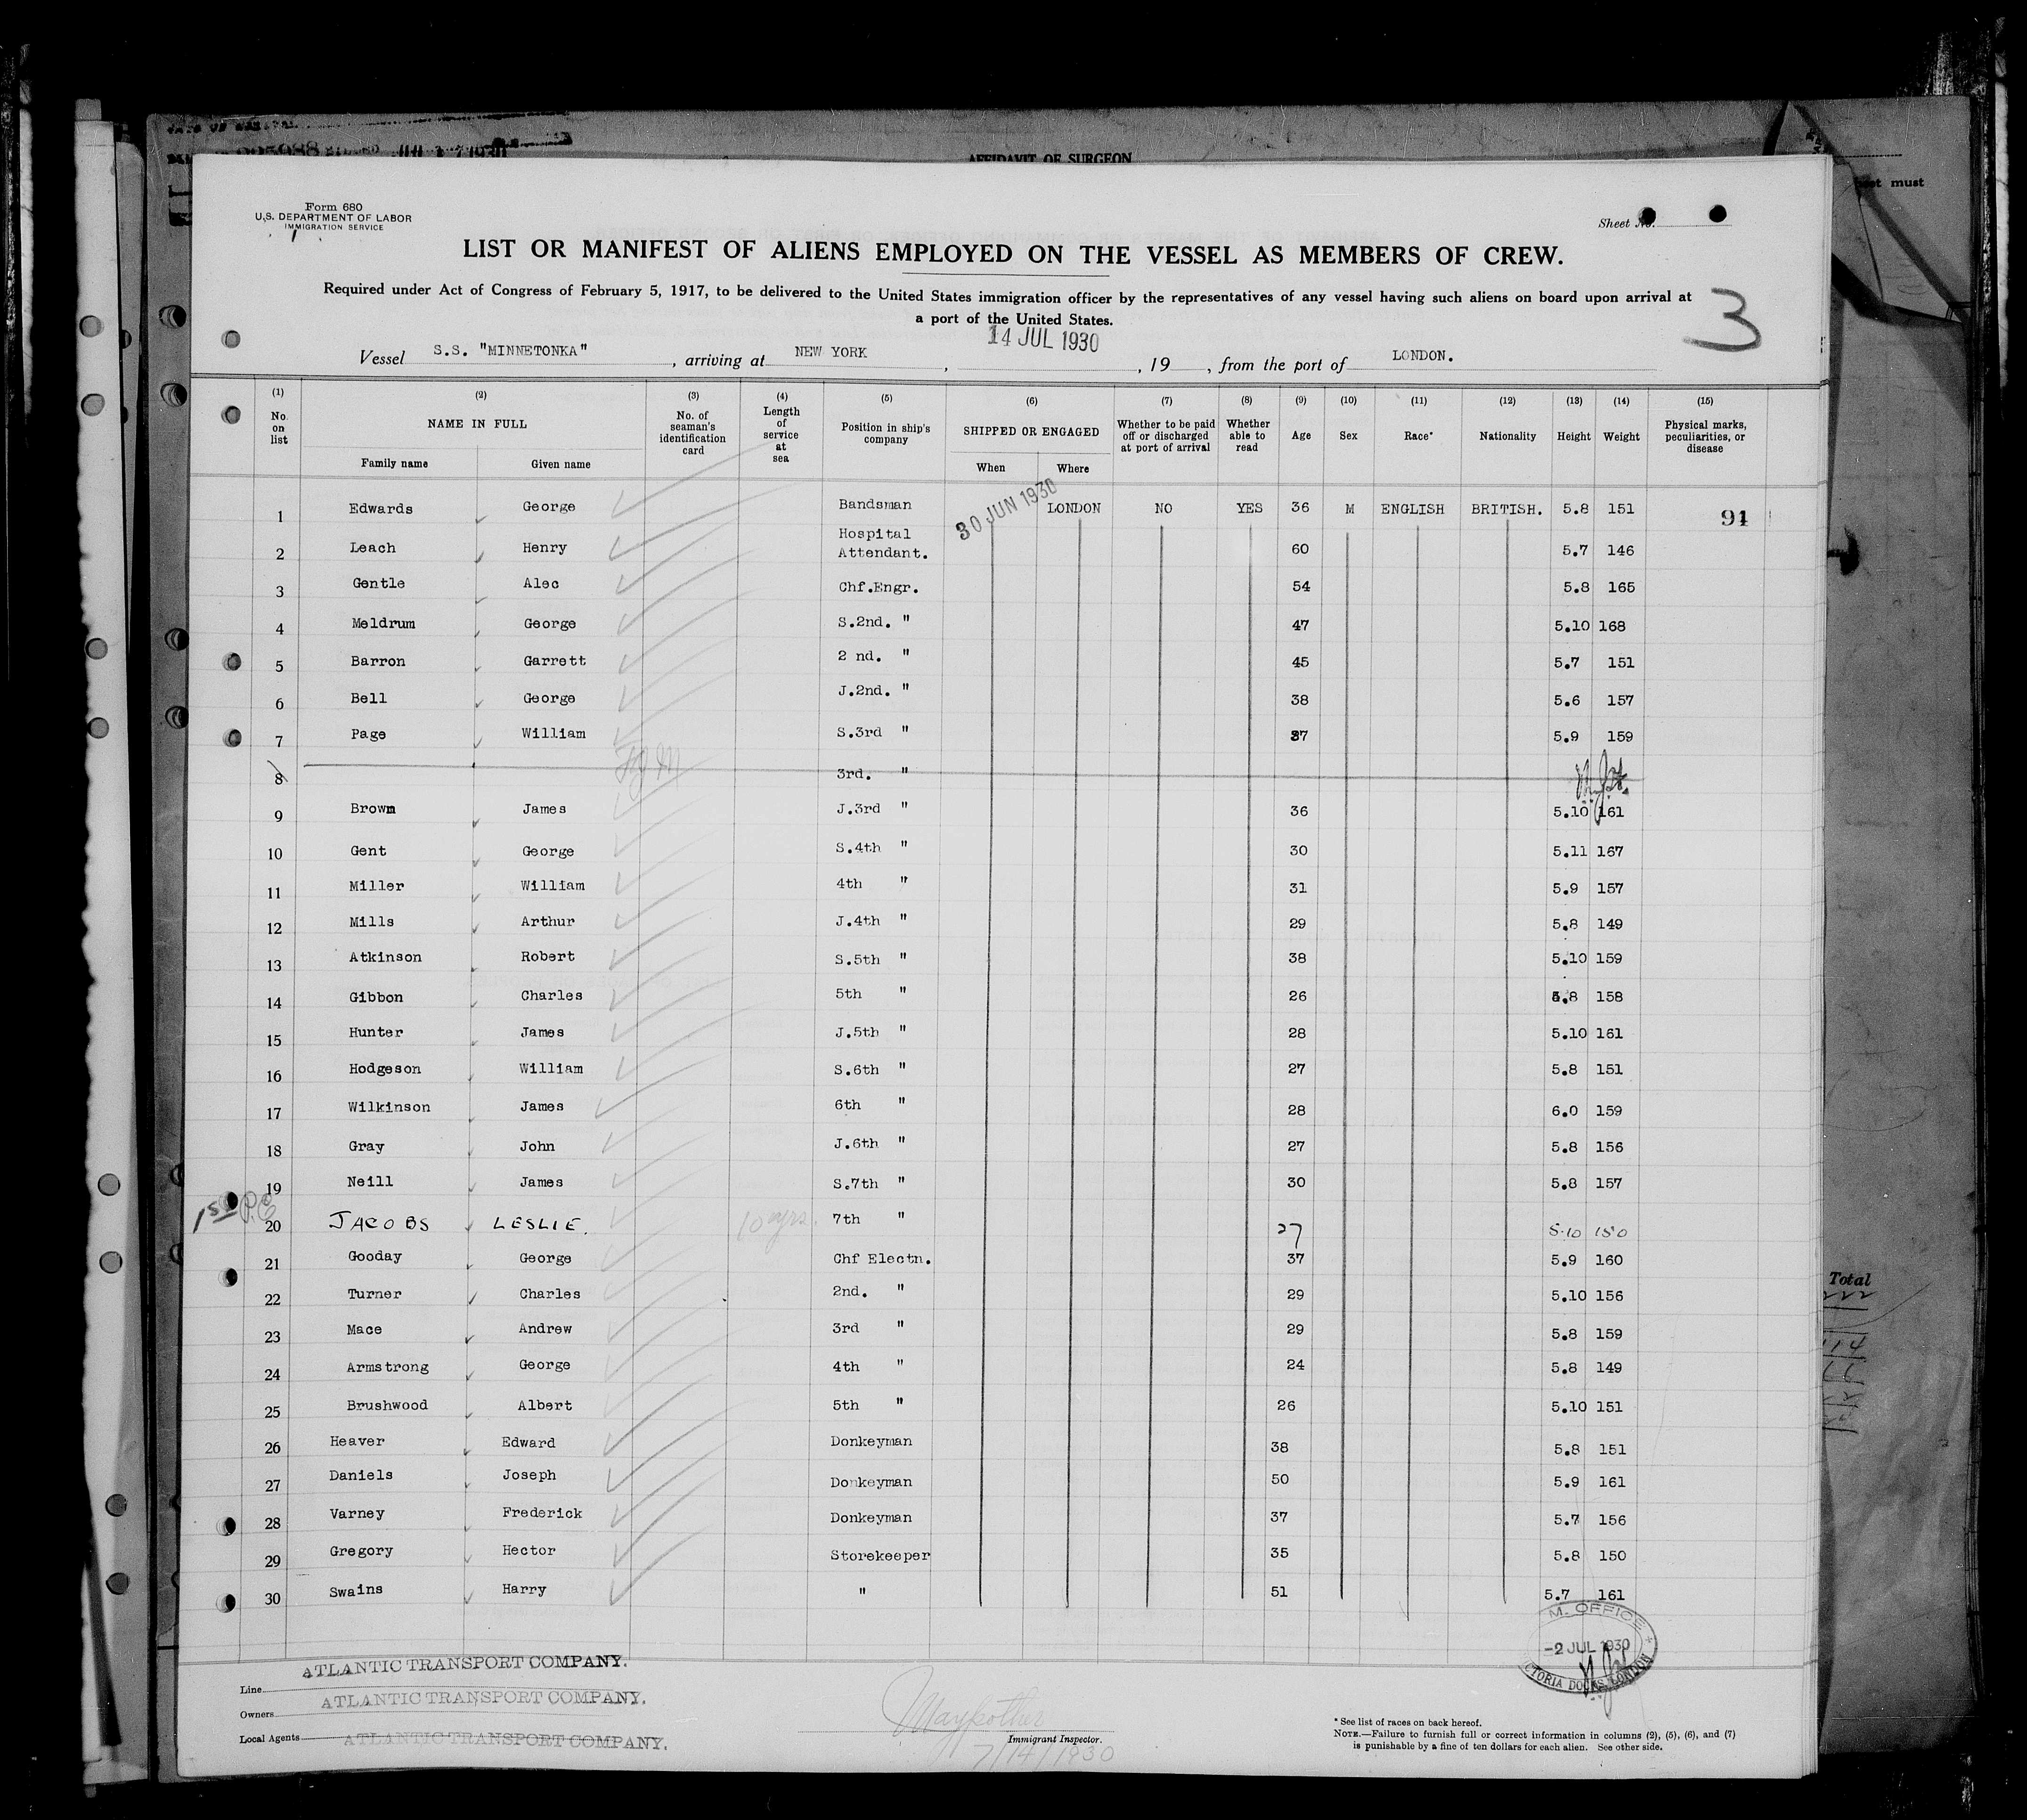 AFFIDAVIT OF SURGEON
must
Form 680
U.S. DEPARTMENT OF LABOR
IMMIGRATION SERVICE
Sheet No.
LIST OR MANIFEST OF ALIENS EMPLOYED ON THE VESSEL AS MEMBERS OF CREW.
Required under Act of Congress of February 5, 1917, to be delivered to the United States immigration officer by the representatives of any vessel having such aliens on board upon arrival at
a port of the United States.
3
Vessel S.S. "MINNETONKA" , arriving at NEW YORK , 14 JUL 1930 , 19 , from the port of LONDON.
(1) (2) (3) (4) (5) (6) (7) (8) (9) (10) (11) (12) (13) (14) (15)
No. on list NAME IN FULL No. of seaman's identification card Length of service at sea Position in ship's company SHIPPED OR ENGAGED Whether to be paid off or discharged at port of arrival Whether able to read Age Sex Race* Nationality Height Weight Physical marks, peculiarities, or disease
Family name Given name When Where
1 Edwards George Bandsman 30 JUN 1930 LONDON NO YES 36 M ENGLISH BRITISH. 5.8 151 91
2 Leach Henry Hospital Attendant. 60 5.7 146
3 Gentle Alec Chf.Engr. 54 5.8 165
4 Meldrum George S.2nd. " 47 5.10 168
5 Barron Garrett 2 nd. " 45 5.7 151
6 Bell George J.2nd. " 38 5.6 157
7 Page William S.3rd " 37 5.9 159
8 3rd. "
9 Brown James J.3rd " 36 5.10 161
10 Gent George S.4th " 30 5.11 167
11 Miller William 4th " 31 5.9 157
12 Mills Arthur J.4th " 29 5.8 149
13 Atkinson Robert S.5th " 38 5.10 159
14 Gibbon Charles 5th " 26 5.8 158
15 Hunter James J.5th " 28 5.10 161
16 Hodgeson William S.6th " 27 5.8 151
17 Wilkinson James 6th " 28 6.0 159
18 Gray John J.6th " 27 5.8 156
19 Neill James S.7th " 30 5.8 157
1st P.E 20 JACOBS LESLIE. 10 yrs. 7th " 27 5.10 150
21 Gooday George Chf Electn. 37 5.9 160
22 Turner Charles 2nd. " 29 5.10 156
23 Mace Andrew 3rd " 29 5.8 159
24 Armstrong George 4th " 24 5.8 149
25 Brushwood Albert 5th " 26 5.10 151
26 Heaver Edward Donkeyman 38 5.8 151
27 Daniels Joseph Donkeyman 50 5.9 161
28 Varney Frederick Donkeyman 37 5.7 156
29 Gregory Hector Storekeeper 35 5.8 150
30 Swains Harry " 51 5.7 161
Total
M. OFFICE
-2 JUL 1930
CTORIA DOCKS, LONDON
Line ATLANTIC TRANSPORT COMPANY.
Owners ATLANTIC TRANSPORT COMPANY.
Local Agents ATLANTIC TRANSPORT COMPANY.
Immigrant Inspector.
7/14/1930
* See list of races on back hereof.
NOTE.—Failure to furnish full or correct information in columns (2), (5), (6), and (7)
is punishable by a fine of ten dollars for each alien. See other side.